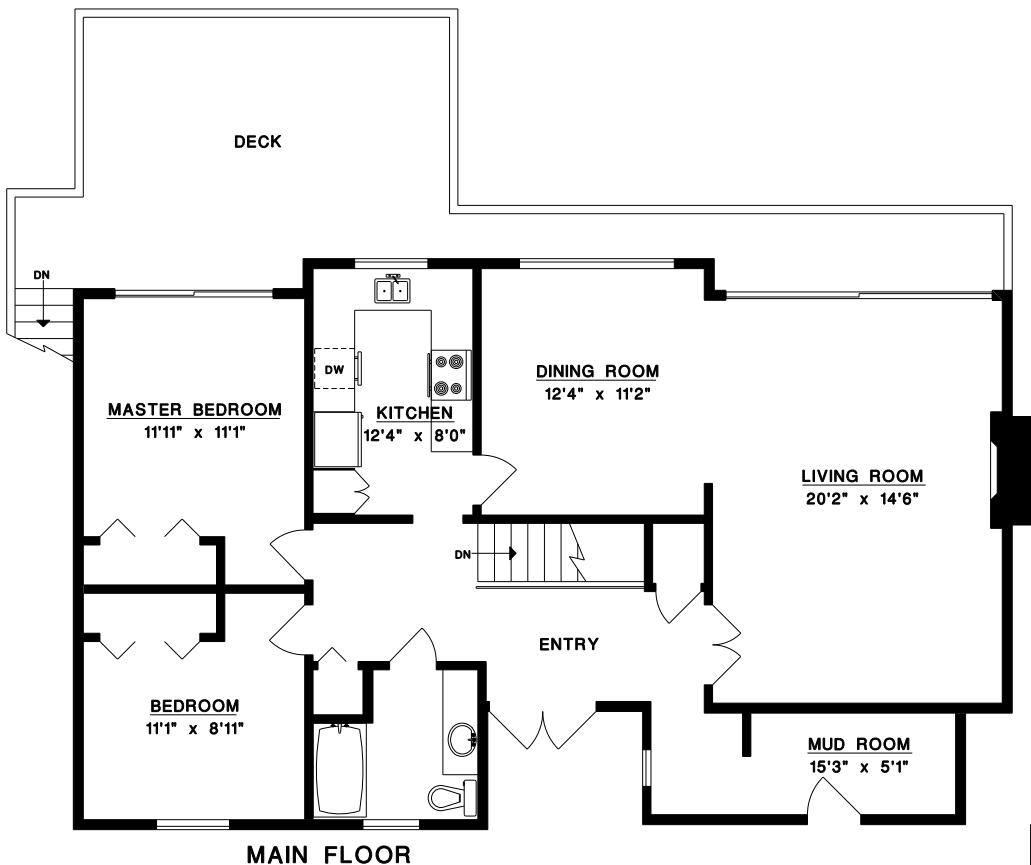 DECK
DN
DW
DINING ROOM
12'4" x 11'2"
MASTER BEDROOM
11'11" x 11'1"
KITCHEN
12'4" x 8'0"
LIVING ROOM
20'2" x 14'6"
DN
ENTRY
BEDROOM
11'1" x 8'11"
MUD ROOM
15'3" x 5'1"
MAIN FLOOR